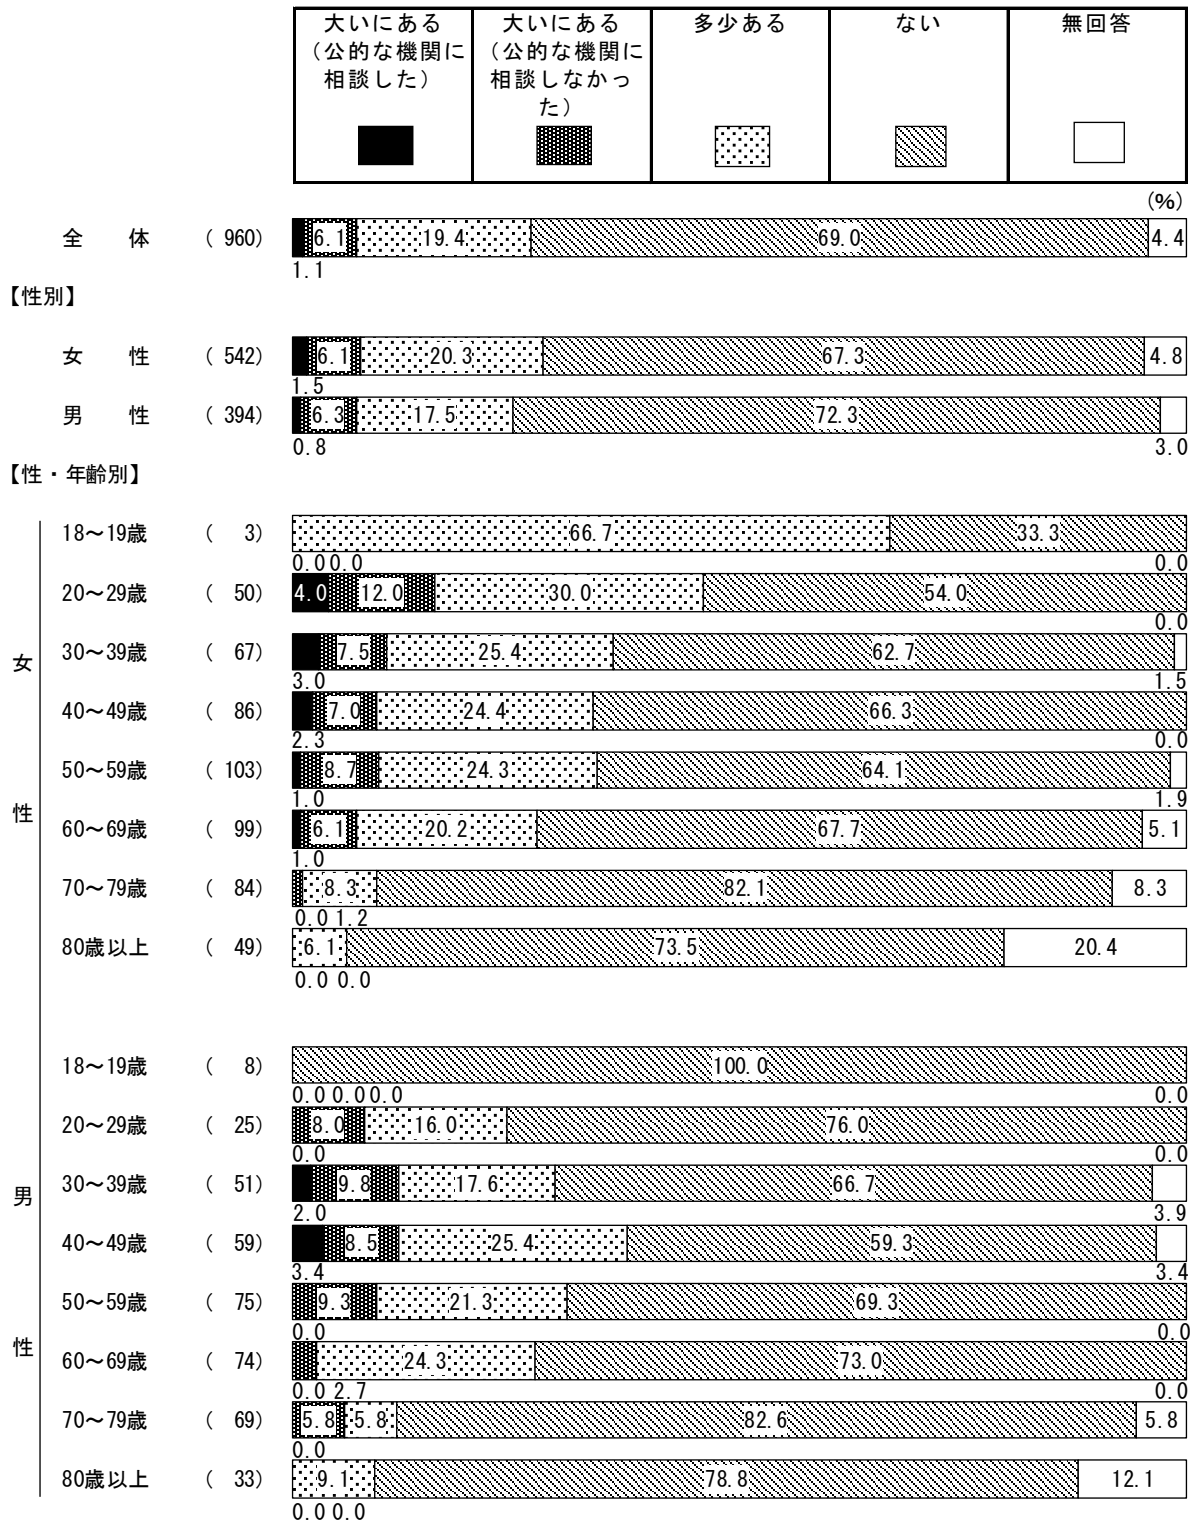 大いにある
（公的な機関に
相談した）
大いにある
（公的な機関に
相談しなかっ
た）
多少ある
ない
無回答
(%)
全　体 ( 960) 6.1 19.4 69.0 4.4
1.1
【性別】
女　性 ( 542) 6.1 20.3 67.3 4.8
1.5
男　性 ( 394) 6.3 17.5 72.3
0.8 3.0
【性・年齢別】
女性
18～19歳 ( 3) 66.7 33.3
0.0 0.0 0.0
20～29歳 ( 50) 4.0 12.0 30.0 54.0
0.0
30～39歳 ( 67) 7.5 25.4 62.7
3.0 1.5
40～49歳 ( 86) 7.0 24.4 66.3
2.3 0.0
50～59歳 ( 103) 8.7 24.3 64.1
1.0 1.9
60～69歳 ( 99) 6.1 20.2 67.7 5.1
1.0
70～79歳 ( 84) 8.3 82.1 8.3
0.0 1.2
80歳以上 ( 49) 6.1 73.5 20.4
0.0 0.0
男性
18～19歳 ( 8) 100.0
0.0 0.0 0.0 0.0
20～29歳 ( 25) 8.0 16.0 76.0
0.0 0.0
30～39歳 ( 51) 9.8 17.6 66.7
2.0 3.9
40～49歳 ( 59) 8.5 25.4 59.3
3.4 3.4
50～59歳 ( 75) 9.3 21.3 69.3
0.0 0.0
60～69歳 ( 74) 24.3 73.0
0.0 2.7 0.0
70～79歳 ( 69) 5.8 5.8 82.6 5.8
0.0
80歳以上 ( 33) 9.1 78.8 12.1
0.0 0.0